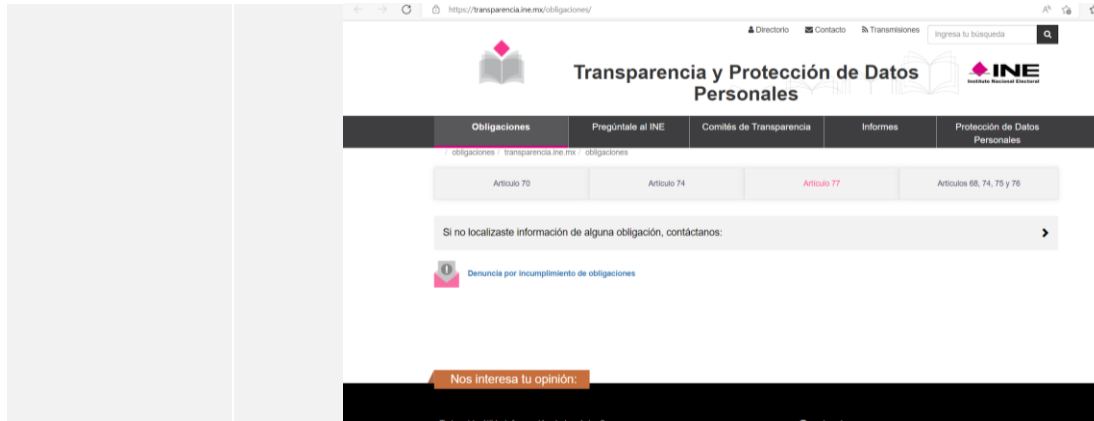 https://transparencia.ine.mx/obligaciones/
Directorio Contacto Transmisiones Ingresa tu búsqueda
Transparencia y Protección de Datos
Personales
INE
Instituto Nacional Electoral
Obligaciones Pregúntale al INE Comités de Transparencia Informes Protección de Datos
Personales
/ obligaciones / transparencia.ine.mx / obligaciones
Artículo 70 Artículo 74 Artículo 77 Artículos 68, 74, 75 y 76
Si no localizaste información de alguna obligación, contáctanos:
Denuncia por incumplimiento de obligaciones
Nos interesa tu opinión: